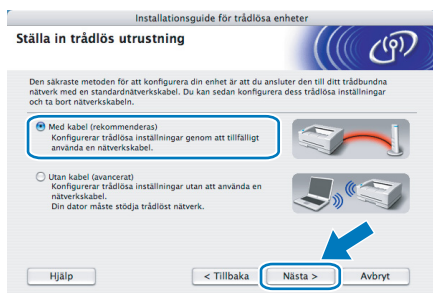 Installationsguide för trådlösa enheter
Ställa in trådlös utrustning
Den säkraste metoden för att konfigurera din enhet är att du ansluter den till ditt trådbundna
nätverk med en standardnätverkskabel. Du kan sedan konfigurera dess trådlösa inställningar
och ta bort nätverkskabeln.
Med kabel (rekommenderas)
Konfigurerar trådlösa inställningar genom att tillfälligt
använda en nätverkskabel.
Utan kabel (avancerat)
Konfigurera trådlösa inställningar utan att använda en
nätverkskabel.
Din dator måste stödja trådlöst nätverk.
Hjälp
< Tillbaka
Nästa >
Avbryt